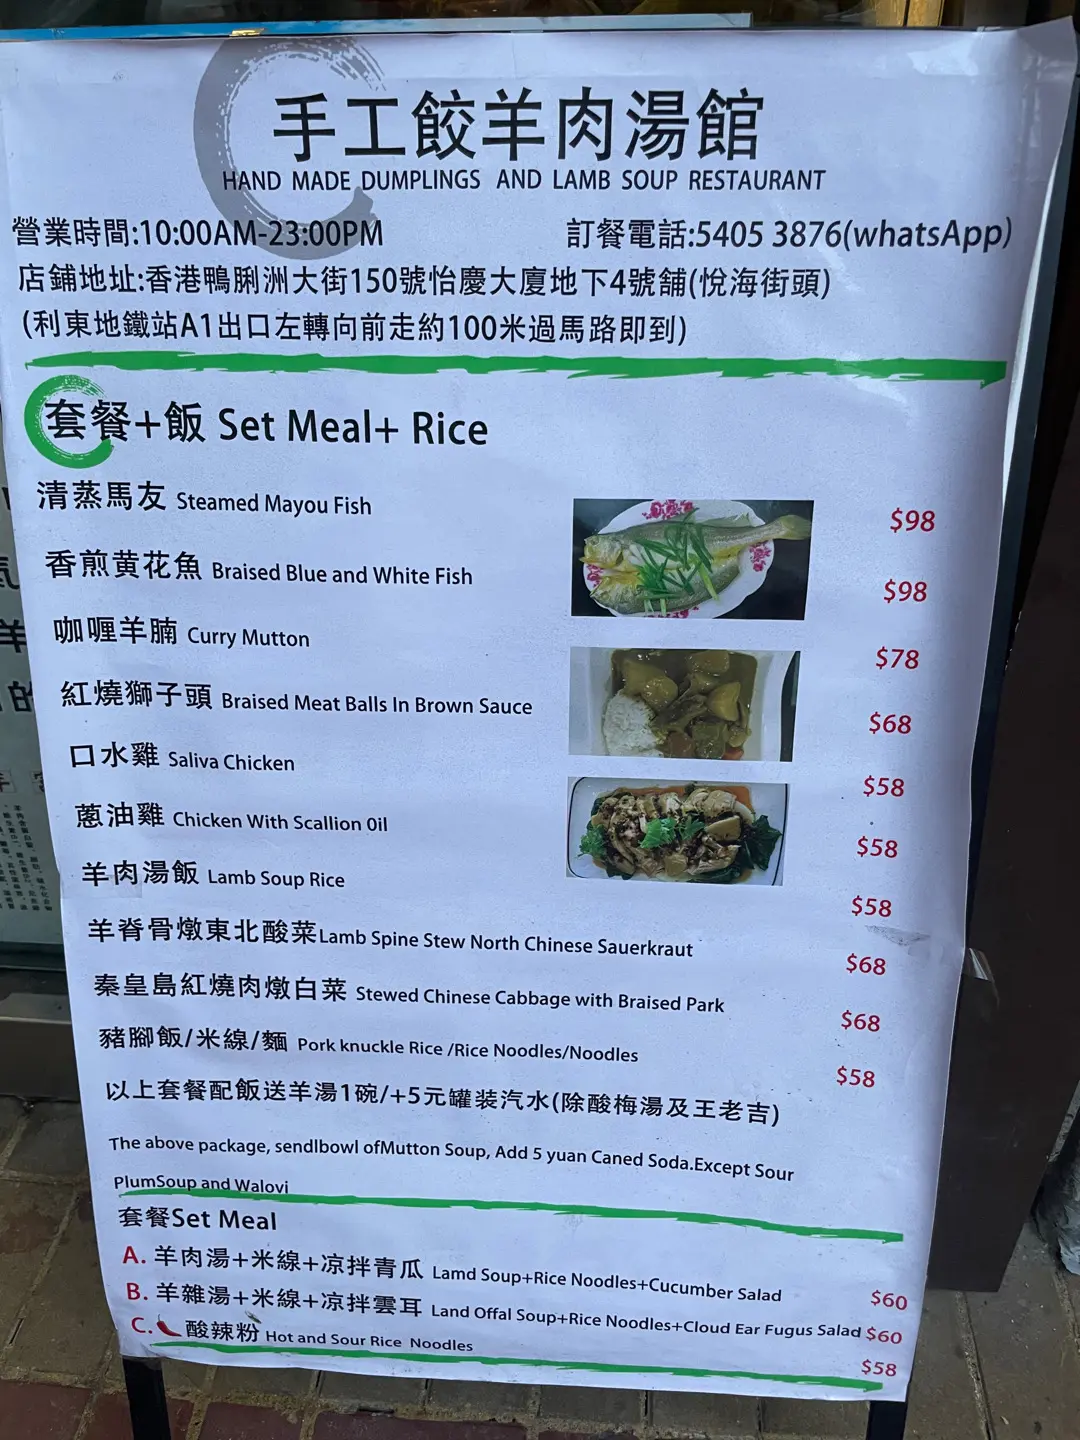 手工餃羊肉湯館
HAND MADE DUMPLINGS AND LAMB SOUP RESTAURANT
營業時間:10:00AM-23:00PM 訂餐電話:5405 3876(whatsApp)
店鋪地址:香港鴨脷洲大街150號怡慶大廈地下4號舖(悅海街頭)
(利東地鐵站A1出口左轉向前走約100米過馬路即到)
套餐+飯 Set Meal+ Rice
清蒸馬友 Steamed Mayou Fish $98
香煎黄花魚 Braised Blue and White Fish $98
咖喱羊腩 Curry Mutton $78
紅燒獅子頭 Braised Meat Balls In Brown Sauce $68
口水雞 Saliva Chicken $58
蔥油雞 Chicken With Scallion Oil $58
羊肉湯飯 Lamb Soup Rice $58
羊脊骨燉東北酸菜Lamb Spine Stew North Chinese Sauerkraut $68
秦皇島紅燒肉燉白菜 Stewed Chinese Cabbage with Braised Park $68
豬腳飯/米線/麵 Pork knuckle Rice /Rice Noodles/Noodles $58
以上套餐配飯送羊湯1碗/+5元罐装汽水(除酸梅湯及王老吉)
The above package, sendlbowl ofMutton Soup, Add 5 yuan Caned Soda.Except Sour
PlumSoup and Walovi
套餐Set Meal
A. 羊肉湯+米線+凉拌青瓜 Lamd Soup+Rice Noodles+Cucumber Salad $60
B. 羊雜湯+米線+凉拌雲耳 Land Offal Soup+Rice Noodles+Cloud Ear Fugus Salad $60
C. 酸辣粉 Hot and Sour Rice Noodles $58